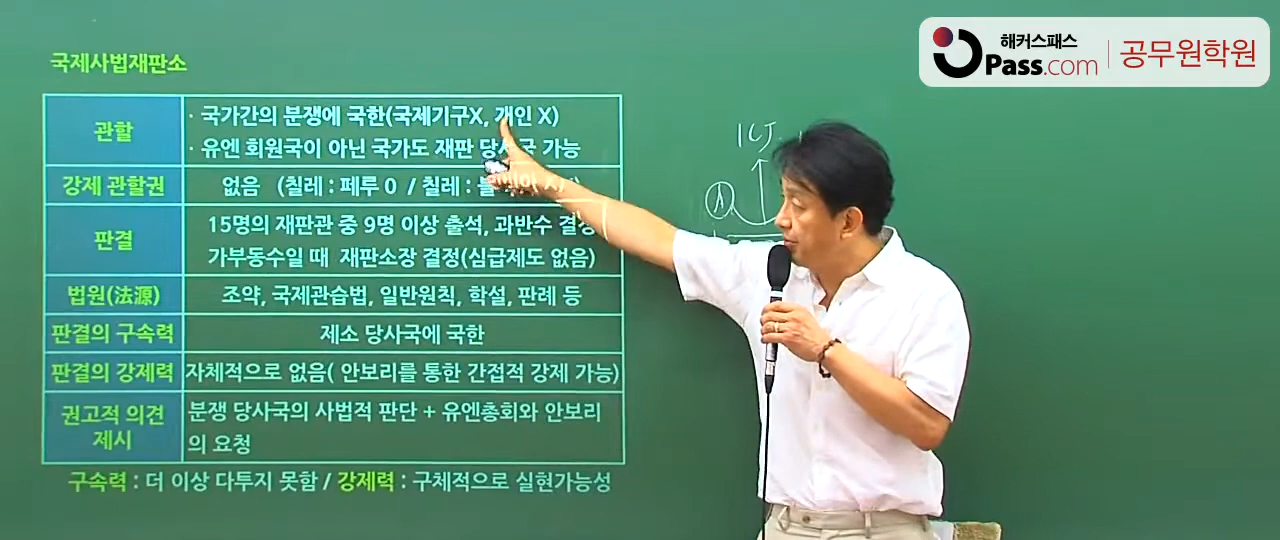 해커스패스
Pass.com
공무원학원
국제사법재판소
관할
· 국가간의 분쟁에 국한(국제기구X, 개인 X)
· 유엔 회원국이 아닌 국가도 재판 당사국 가능
강제 관할권
없음 (칠레 : 페루 O / 칠레 : 볼 X
판결
15명의 재판관 중 9명 이상 출석, 과반수 결정
가부동수일 때 재판소장 결정(심급제도 없음)
법원(法源)
조약, 국제관습법, 일반원칙, 학설, 판례 등
판결의 구속력
제소 당사국에 국한
판결의 강제력
자체적으로 없음( 안보리를 통한 간접적 강제 가능)
권고적 의견
제시
분쟁 당사국의 사법적 판단 + 유엔총회와 안보리
의 요청
구속력 : 더 이상 다투지 못함 / 강제력 : 구체적으로 실현가능성
ICJ
A